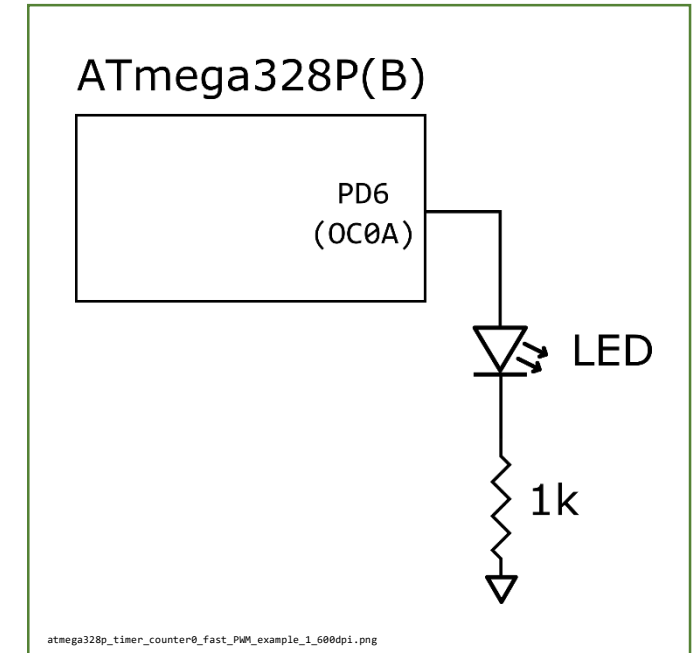 ATmega328P(B)
PD6
(OC0A)
LED
1k
atmega328p_timer_counter0_fast_PWM_example_1_600dpi.png